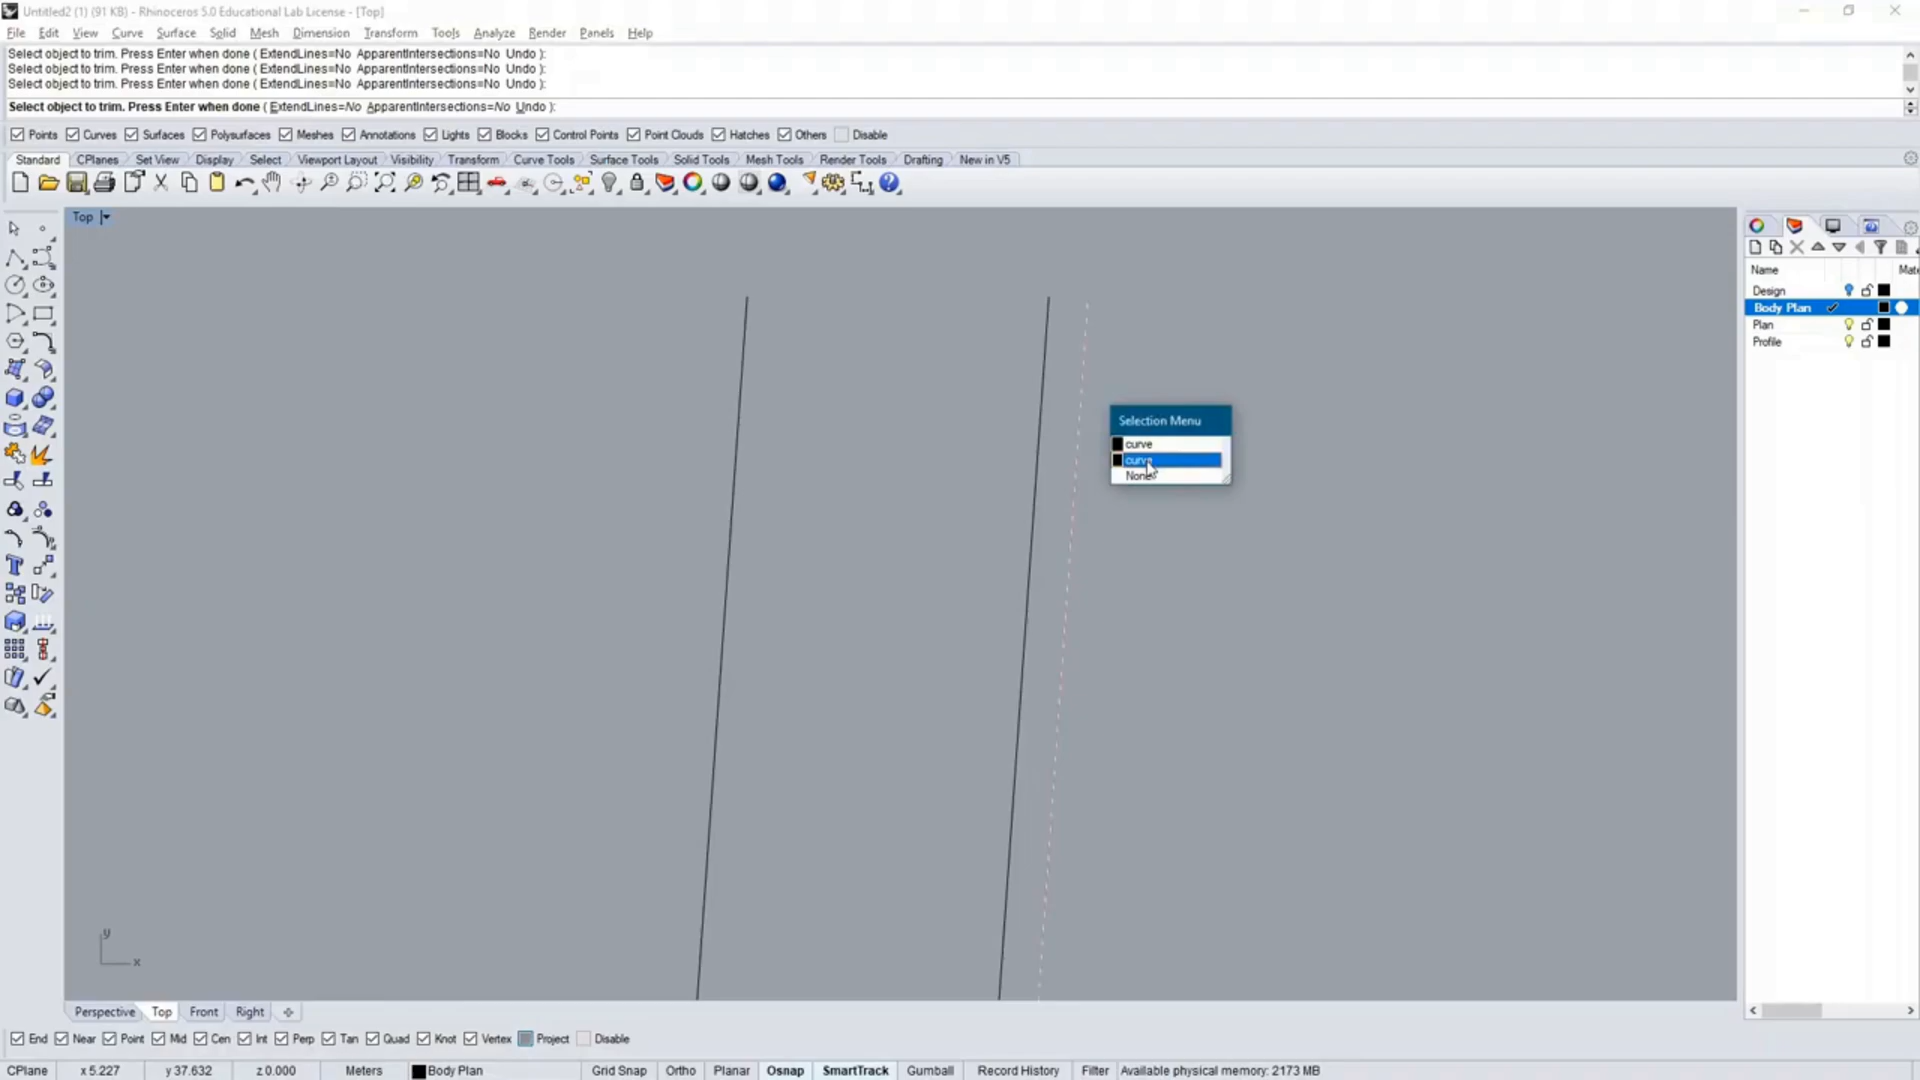 Untitled2 (1) (91 KB) - Rhinoceros 5.0 Educational Lab License - [Top]
File Edit View Curve Surface Solid Mesh Dimension Transform Tools Analyze Render Panels Help
Select object to trim. Press Enter when done ( ExtendLines=No ApparentIntersections=No Undo ):
Select object to trim. Press Enter when done ( ExtendLines=No ApparentIntersections=No Undo ):
Select object to trim. Press Enter when done ( ExtendLines=No ApparentIntersections=No Undo ):
Select object to trim. Press Enter when done ( ExtendLines=No ApparentIntersections=No Undo ):
Points Curves Surfaces Polysurfaces Meshes Annotations Lights Blocks Control Points Point Clouds Hatches Others Disable
Standard CPlanes Set View Display Select Viewport Layout Visibility Transform Curve Tools Surface Tools Solid Tools Mesh Tools Render Tools Drafting New in V5
Top
Name Mate
Design
Body Plan
Plan
Profile
Selection Menu
curve
curve
None
y
x
Perspective Top Front Right
End Near Point Mid Cen Int Perp Tan Quad Knot Vertex Project Disable
CPlane x 5.227 y 37.632 z 0.000 Meters Body Plan Grid Snap Ortho Planar Osnap SmartTrack Gumball Record History Filter Available physical memory: 2173 MB